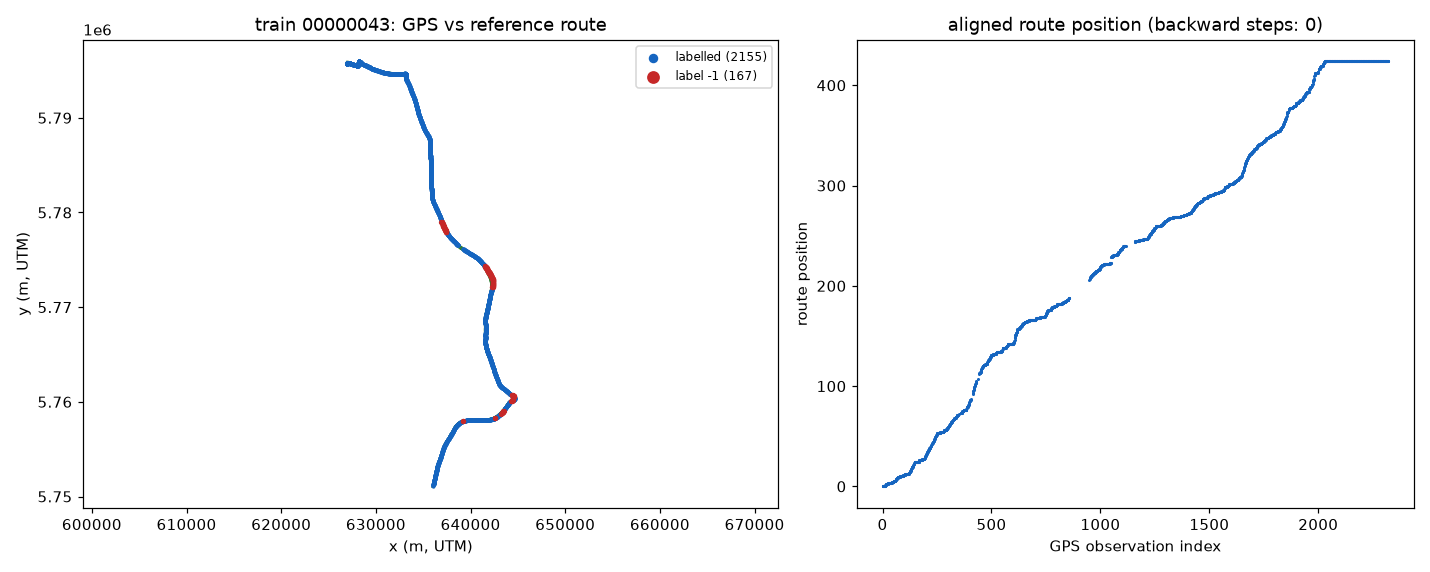 train 00000043: GPS vs reference route
1e6
labelled (2155)
label -1 (167)
5.79
5.78
5.77
5.76
5.75
y (m, UTM)
600000 610000 620000 630000 640000 650000 660000 670000
x (m, UTM)
aligned route position (backward steps: 0)
400
300
200
100
0
route position
0 500 1000 1500 2000
GPS observation index